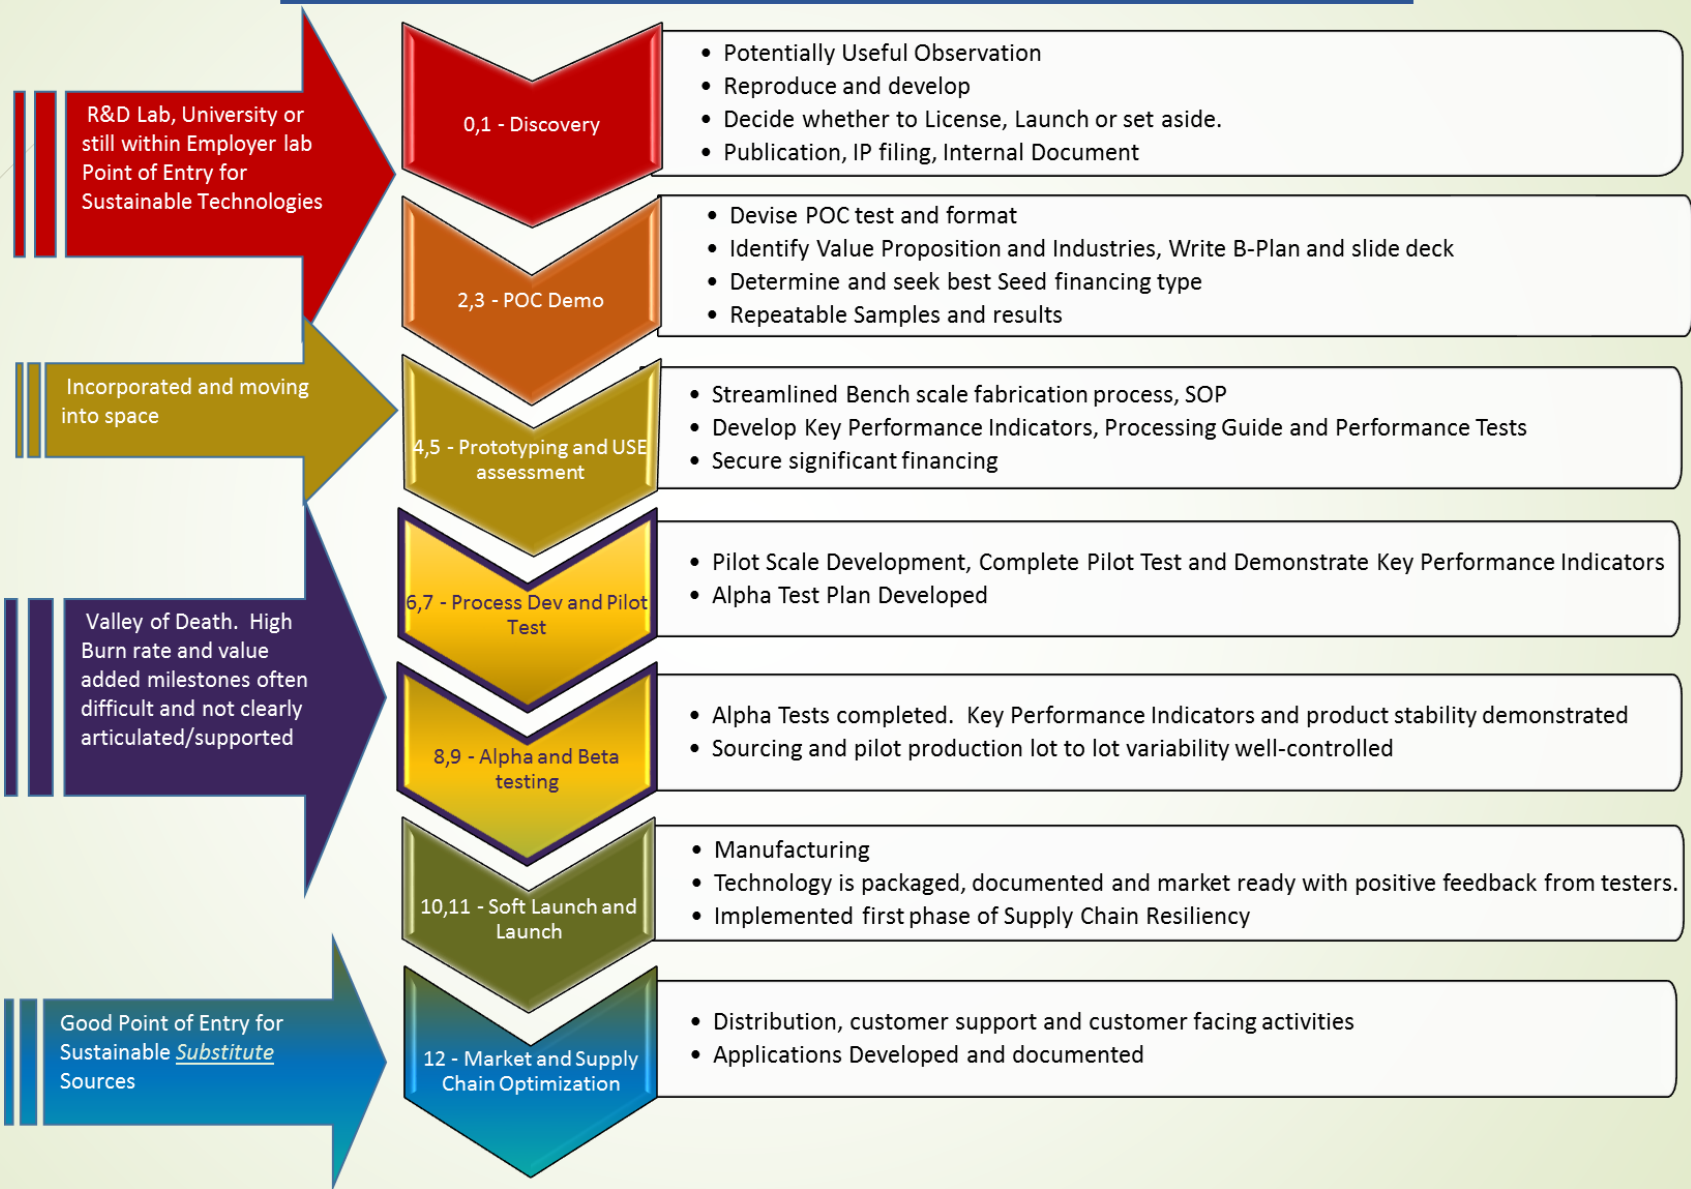 R&D Lab, University or
still within Employer lab
Point of Entry for
Sustainable Technologies
0,1 - Discovery
• Potentially Useful Observation
• Reproduce and develop
• Decide whether to License, Launch or set aside.
• Publication, IP filing, Internal Document
2,3 - POC Demo
• Devise POC test and format
• Identify Value Proposition and Industries, Write B-Plan and slide deck
• Determine and seek best Seed financing type
• Repeatable Samples and results
Incorporated and moving
into space
4,5 - Prototyping and USE
assessment
• Streamlined Bench scale fabrication process, SOP
• Develop Key Performance Indicators, Processing Guide and Performance Tests
• Secure significant financing
Valley of Death.  High
Burn rate and value
added milestones often
difficult and not clearly
articulated/supported
6,7 - Process Dev and Pilot
Test
• Pilot Scale Development, Complete Pilot Test and Demonstrate Key Performance Indicators
• Alpha Test Plan Developed
8,9 - Alpha and Beta
testing
• Alpha Tests completed.  Key Performance Indicators and product stability demonstrated
• Sourcing and pilot production lot to lot variability well-controlled
10,11 - Soft Launch and
Launch
• Manufacturing
• Technology is packaged, documented and market ready with positive feedback from testers.
• Implemented first phase of Supply Chain Resiliency
Good Point of Entry for
Sustainable Substitute
Sources
12 - Market and Supply
Chain Optimization
• Distribution, customer support and customer facing activities
• Applications Developed and documented